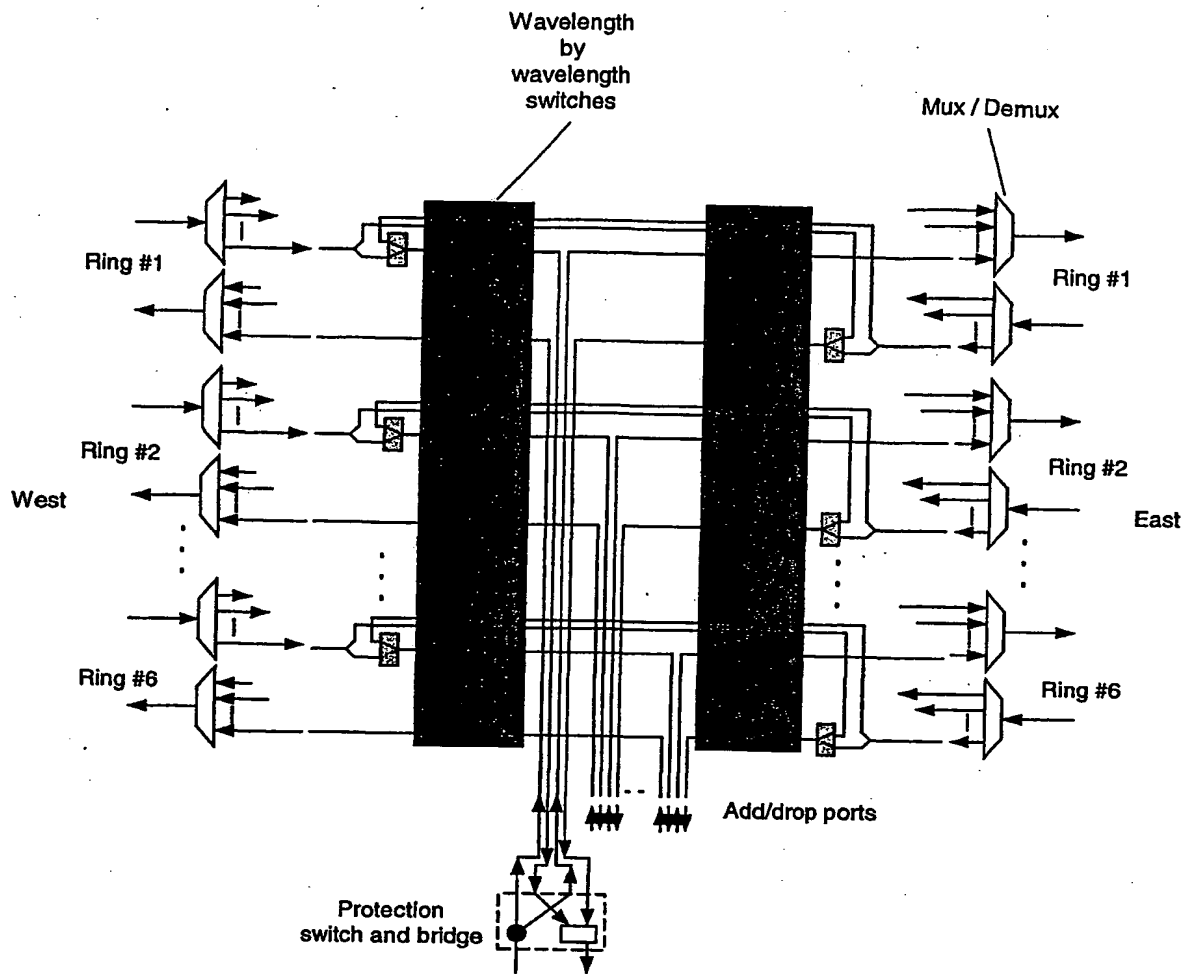 Wavelength
by
wavelength
switches
Mux / Demux
Ring #1
Ring #1
Ring #2
Ring #2
West
East
Ring #6
Ring #6
Add/drop ports
Protection
switch and bridge